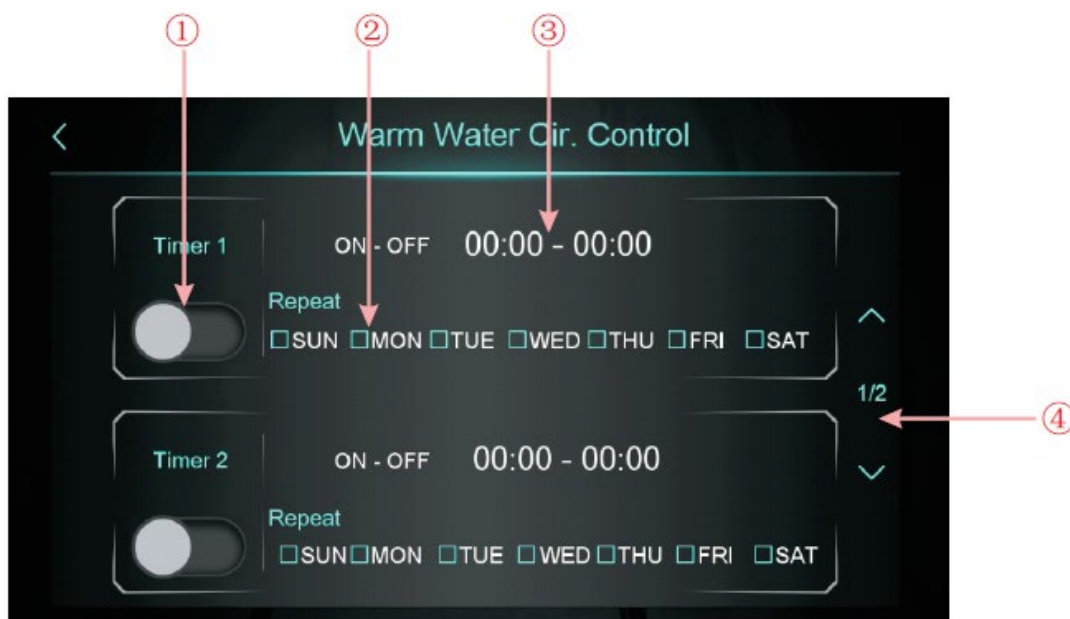 ① ② ③
Warm Water Cir. Control
Timer 1 ON - OFF 00:00 - 00:00
Repeat
SUN MON TUE WED THU FRI SAT
1/2
④
Timer 2 ON - OFF 00:00 - 00:00
Repeat
SUN MON TUE WED THU FRI SAT